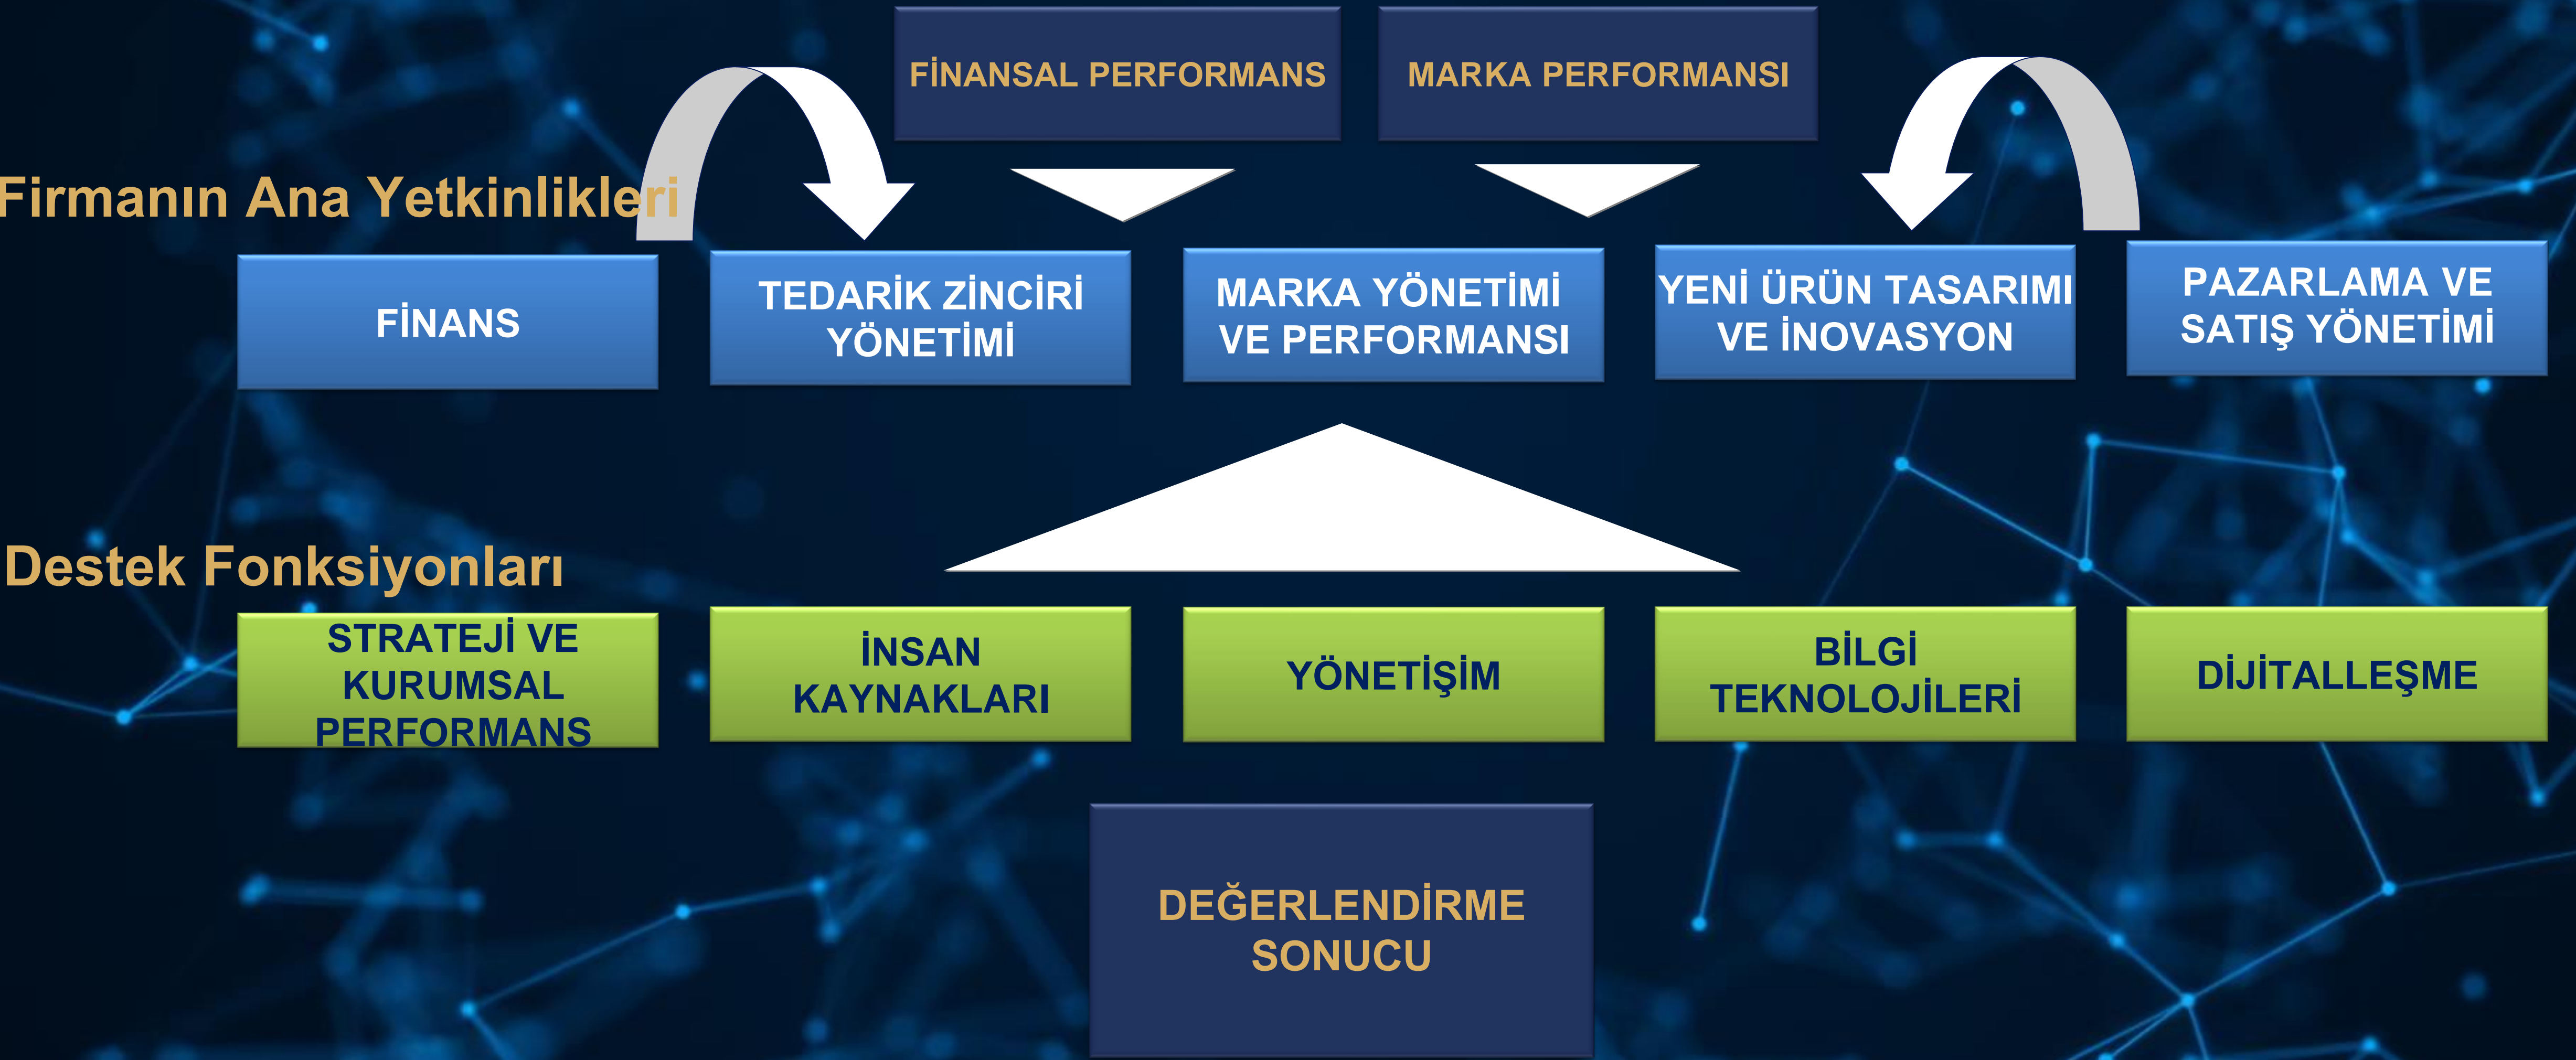 FİNANSAL PERFORMANS
MARKA PERFORMANSI
Firmanın Ana Yetkinlikleri
FİNANS
TEDARİK ZİNCİRİ
YÖNETİMİ
MARKA YÖNETİMİ
VE PERFORMANSI
YENİ ÜRÜN TASARIMI
VE İNOVASYON
PAZARLAMA VE
SATIŞ YÖNETİMİ
Destek Fonksiyonları
STRATEJİ VE
KURUMSAL
PERFORMANS
İNSAN
KAYNAKLARI
YÖNETİŞİM
BİLGİ
TEKNOLOJİLERİ
DİJİTALLEŞME
DEĞERLENDİRME
SONUCU